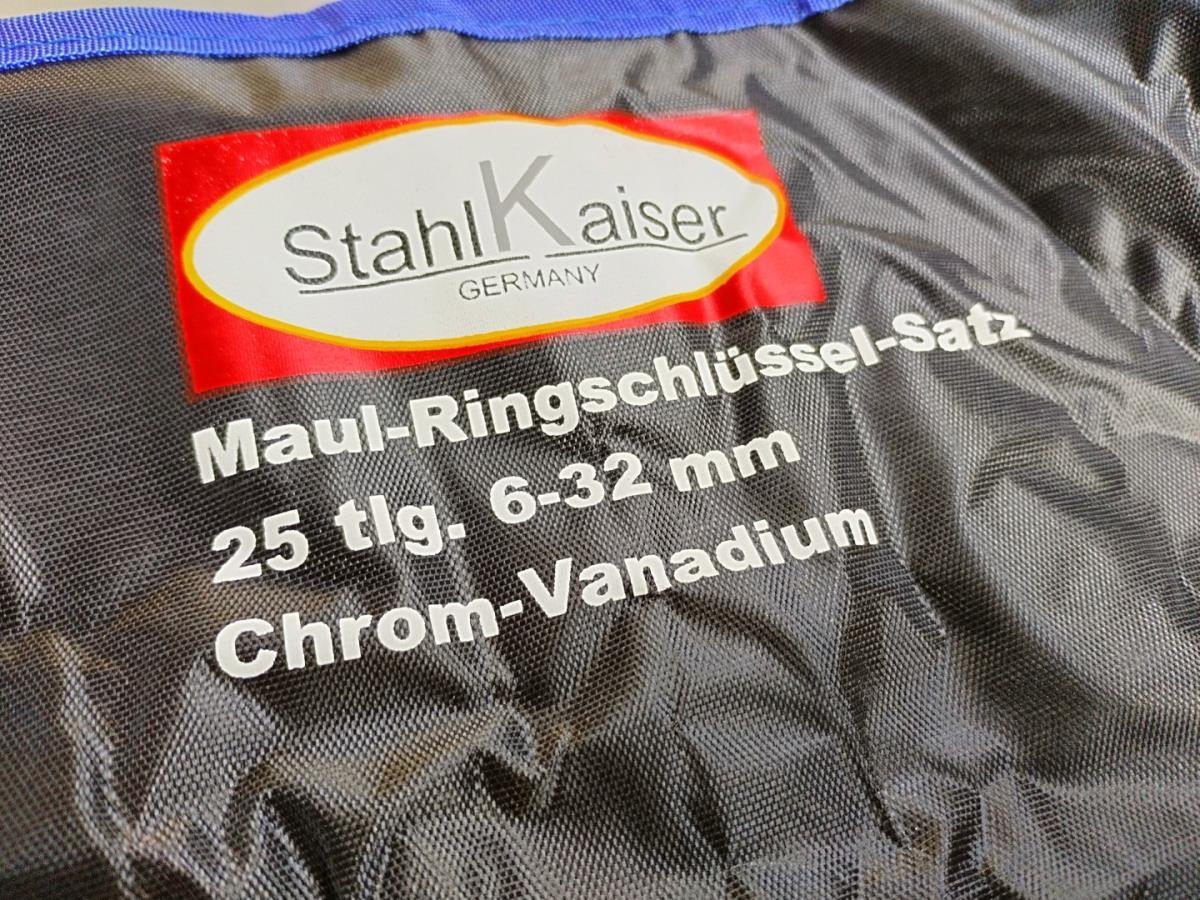 StahlKaiser
GERMANY
Maul-Ringschlüssel-Satz
25 tlg. 6-32 mm
Chrom-Vanadium